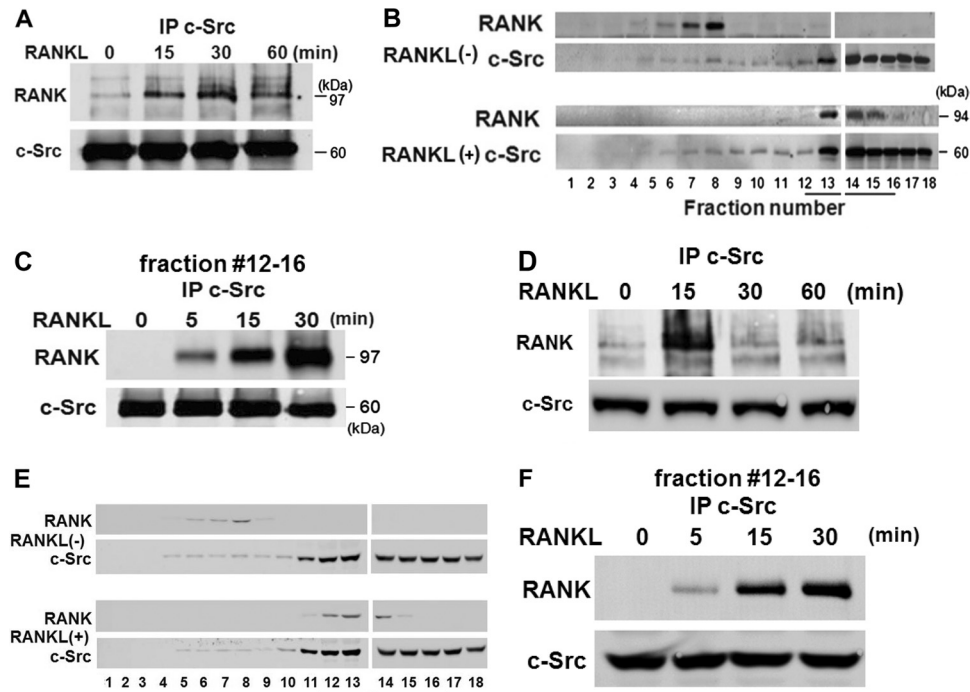 A
IP c-Src
RANKL 0 15 30 60 (min)
(kDa)
RANK 97
c-Src 60
B
RANK
RANKL(-) c-Src
(kDa)
RANK 94
RANKL(+) c-Src 60
1 2 3 4 5 6 7 8 9 10 11 12 13 14 15 16 17 18
Fraction number
C
fraction #12-16
IP c-Src
RANKL 0 5 15 30 (min)
RANK 97
c-Src 60
(kDa)
D
IP c-Src
RANKL 0 15 30 60 (min)
RANK
c-Src
E
RANK
RANKL(-)
c-Src
RANK
RANKL(+)
c-Src
1 2 3 4 5 6 7 8 9 10 11 12 13 14 15 16 17 18
F
fraction #12-16
IP c-Src
RANKL 0 5 15 30 (min)
RANK
c-Src